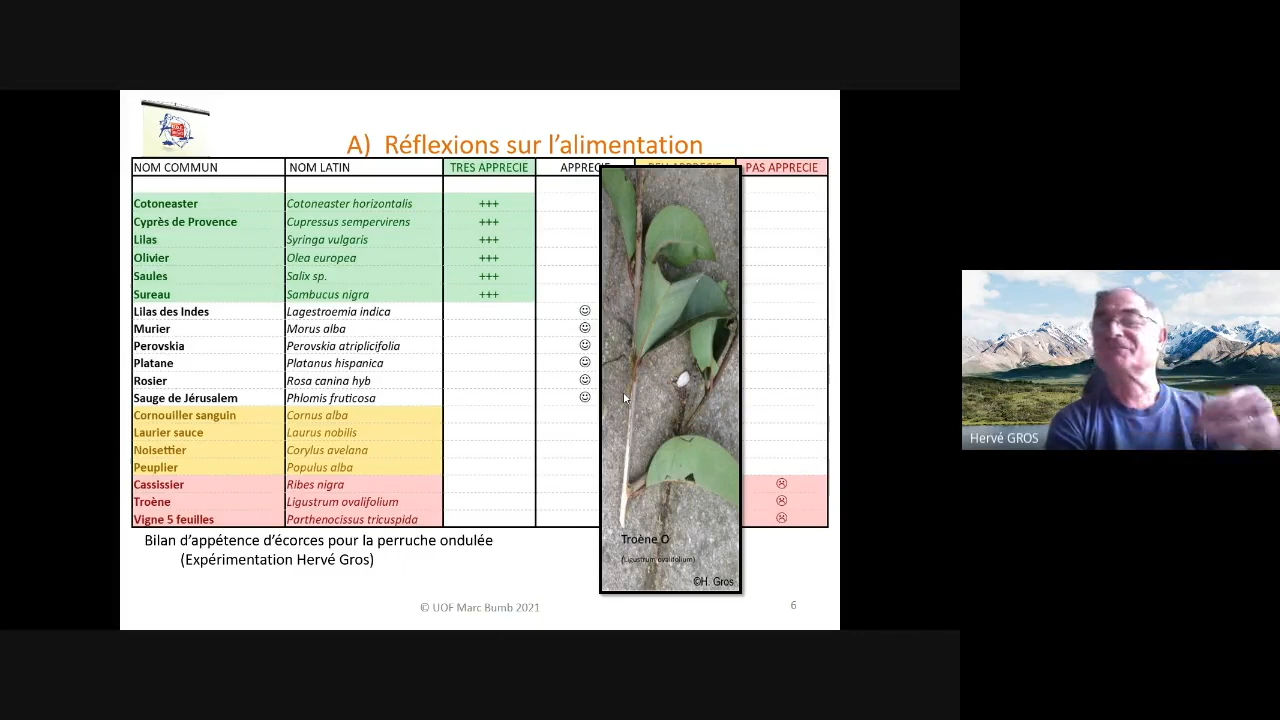 A) Réflexions sur l’alimentation
NOM COMMUN NOM LATIN TRES APPRECIE APPRECIE PEU APPRECIE PAS APPRECIE
Cotoneaster Cotoneaster horizontalis +++
Cyprès de Provence Cupressus sempervirens +++
Lilas Syringa vulgaris +++
Olivier Olea europea +++
Saules Salix sp. +++
Sureau Sambucus nigra +++
Lilas des Indes Lagestroemia indica ☺
Murier Morus alba ☺
Perovskia Perovskia atriplicifolia ☺
Platane Platanus hispanica ☺
Rosier Rosa canina hyb ☺
Sauge de Jérusalem Phlomis fruticosa ☺
Cornouiller sanguin Cornus alba
Laurier sauce Laurus nobilis
Noisettier Corylus avelana
Peuplier Populus alba
Cassissier Ribes nigra ☹
Troène Ligustrum ovalifolium ☹
Vigne 5 feuilles Parthenocissus tricuspida ☹
Troène O
(Ligustrum ovalifolium)
©H. Gros
Bilan d’appétence d’écorces pour la perruche ondulée
(Expérimentation Hervé Gros)
© UOF Marc Bumb 2021
6
Hervé GROS